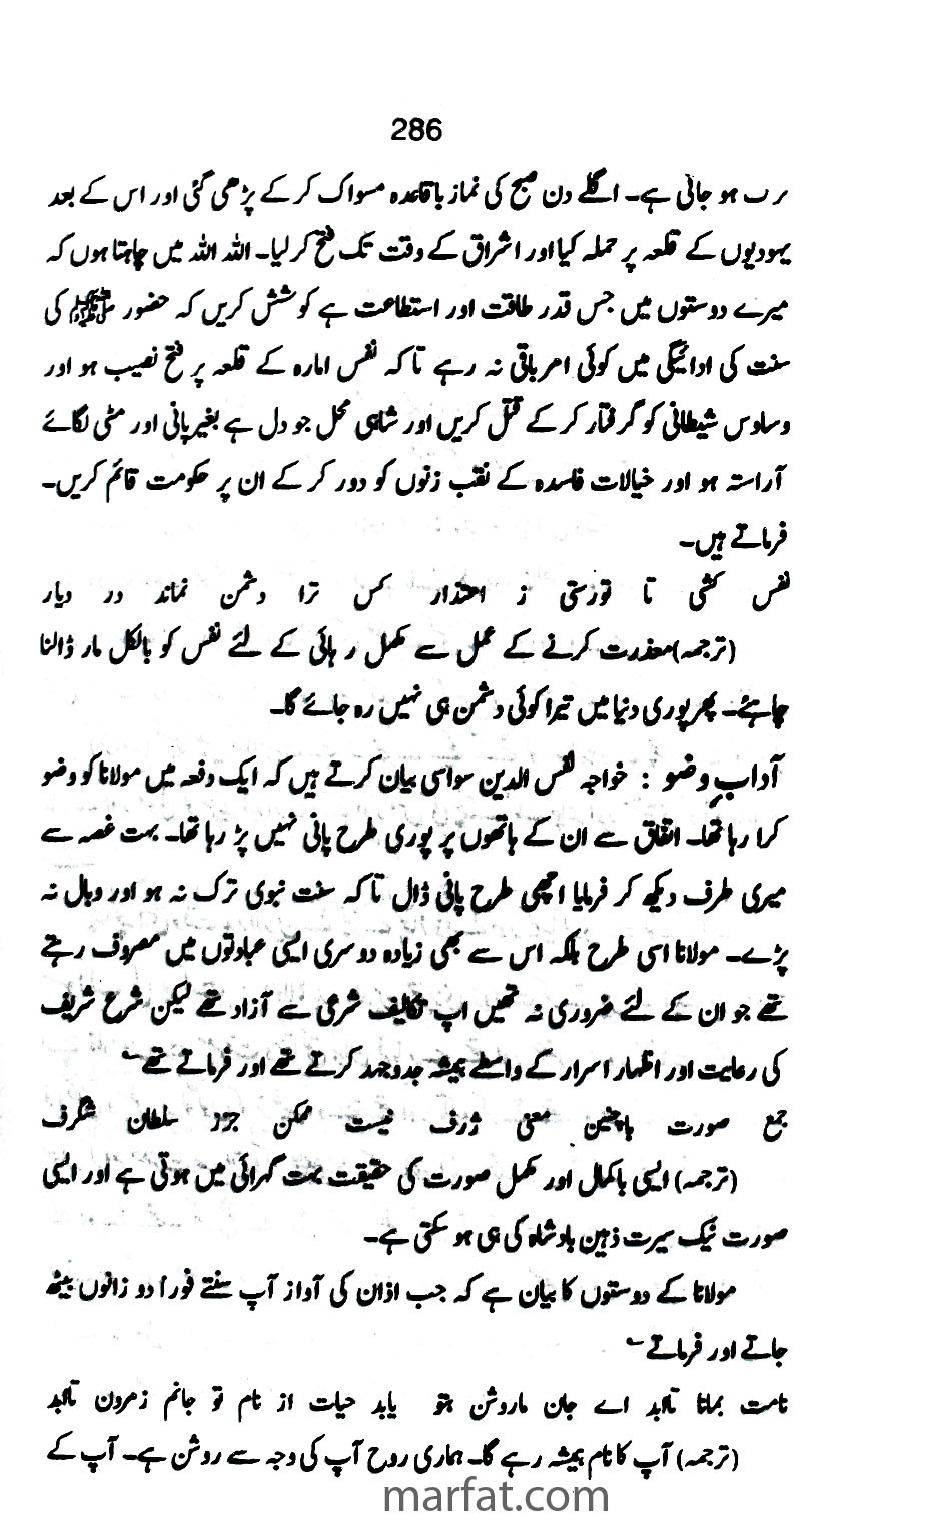 286
رب ہو جاتی ہے۔ اگلے دن صبح کی نماز باقاعدہ مسواک کر کے پڑھی گئی اور اس کے بعد
یہودیوں کے قلعہ پر حملہ کیا اور اشراق کے وقت تک فتح کر لیا۔ اللہ اللہ میں چاہتا ہوں کہ
میرے دوستوں میں جس قدر طاقت اور استطاعت ہے کوشش کریں کہ حضور ﷺ کی
سنت کی ادائیگی میں کوئی امر باقی نہ رہے تاکہ نفس امارہ کے قلعہ پر فتح نصیب ہو اور
وساوس شیطانی کو گرفتار کر کے قتل کریں اور شاہی محل جو دل ہے بغیر پانی اور مٹی لگائے
آراستہ ہو اور خیالات فاسدہ کے نقب زنوں کو دور کر کے ان پر حکومت قائم کریں۔
فرماتے ہیں۔
نفس کشی تا تورستی ز اعتذار کس ترا دشمن نماند در دیار
(ترجمہ) معذرت کرنے کے عمل سے مکمل رہائی کے لئے نفس کو بالکل مار ڈالنا
چاہئے۔ پھر پوری دنیا میں تیرا کوئی دشمن ہی نہیں رہ جائے گا۔
آدابِ وضو : خواجہ نفس الدین سواسی بیان کرتے ہیں کہ ایک دفعہ میں مولانا کو وضو
کرا رہا تھا۔ اتفاق سے ان کے ہاتھوں پر پوری طرح پانی نہیں پڑ رہا تھا۔ بہت غصہ سے
میری طرف دیکھ کر فرمایا اچھی طرح پانی ڈال تاکہ سنت نبوی ترک نہ ہو اور وبال نہ
پڑے۔ مولانا اسی طرح بلکہ اس سے بھی زیادہ دوسری ایسی عبادتوں میں مصروف رہتے
تھے جو ان کے لئے ضروری نہ تھیں اپ تکالیف شرعی سے آزاد تھے لیکن شرح شریف
کی رعایت اور اظہار اسرار کے واسطے ہمیشہ جدوجہد کرتے تھے اور فرماتے تھے ؎
جمع صورت باچنین معنی ژرف نیست ممکن جزز سلطان شگرف
(ترجمہ) ایسی باکمال اور مکمل صورت کی حقیقت بہت گہرائی میں ہوتی ہے اور ایسی
صورت نیک سیرت ذہین بادشاہ کی ہی ہو سکتی ہے۔
مولانا کے دوستوں کا بیان ہے کہ جب اذان کی آواز آپ سنتے فوراً دو زانوں بیٹھ
جاتے اور فرماتے ؎
نامت بمانا تابد اے جان ماروشن بتو یابد حیات از نام تو جانم زمرون تابد
(ترجمہ) آپ کا نام ہمیشہ رہے گا۔ ہماری روح آپ کی وجہ سے روشن ہے۔ آپ کے
marfat.com